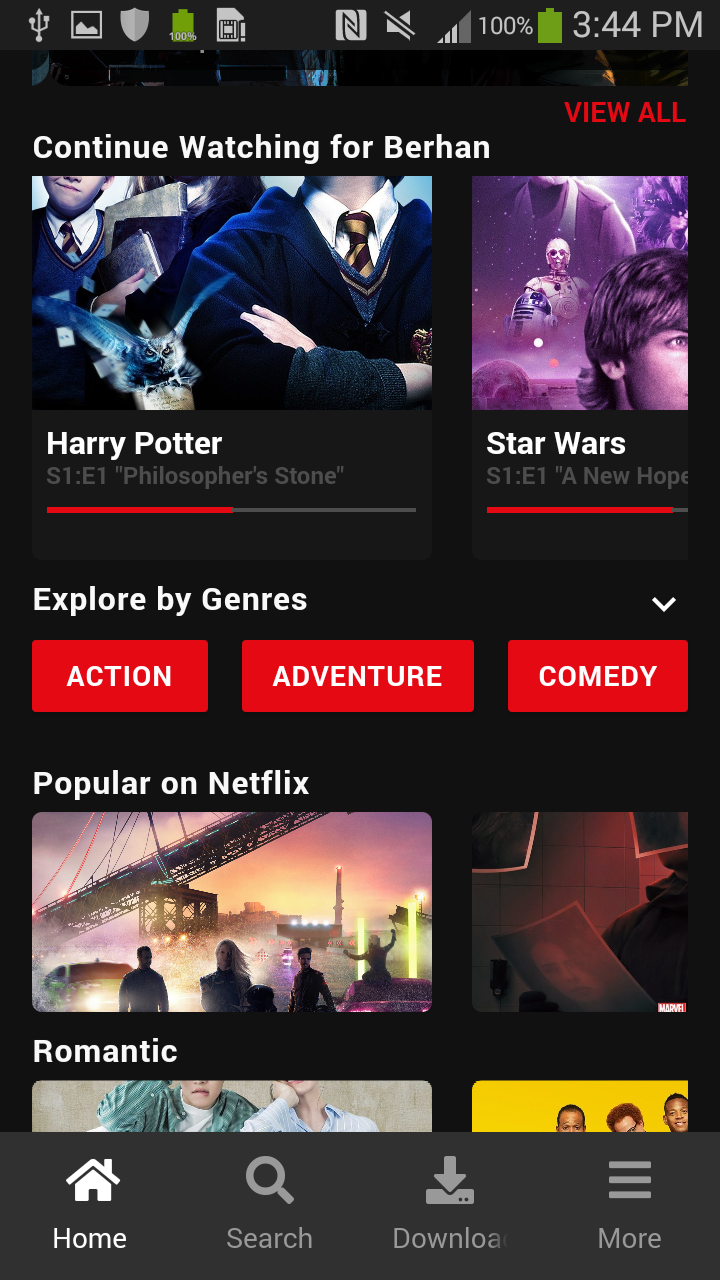 100%
100%
3:44 PM
VIEW ALL
Continue Watching for Berhan
Harry Potter
S1:E1 "Philosopher's Stone"
Star Wars
S1:E1 "A New Hope
Explore by Genres
ACTION
ADVENTURE
COMEDY
Popular on Netflix
MARVEL
Romantic
Home
Search
Downloa
More